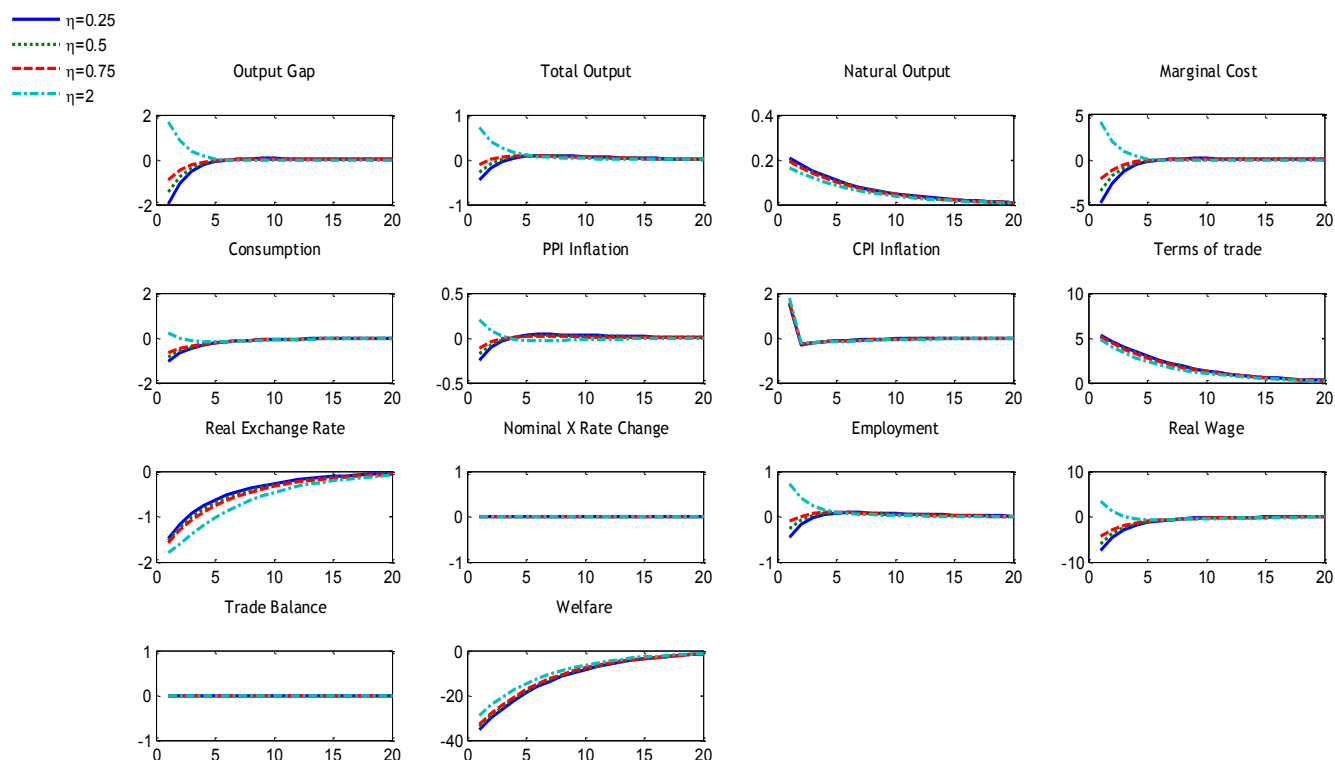 η=0.25
η=0.5
η=0.75
η=2
Output Gap
2
0
-2
0 5 10 15 20
Total Output
1
0
-1
0 5 10 15 20
Natural Output
0.4
0.2
0
0 5 10 15 20
Marginal Cost
5
0
-5
0 5 10 15 20
Consumption
2
0
-2
0 5 10 15 20
PPI Inflation
0.5
0
-0.5
0 5 10 15 20
CPI Inflation
2
0
-2
0 5 10 15 20
Terms of trade
10
5
0
0 5 10 15 20
Real Exchange Rate
0
-1
-2
0 5 10 15 20
Nominal X Rate Change
1
0
-1
0 5 10 15 20
Employment
1
0
-1
0 5 10 15 20
Real Wage
10
0
-10
0 5 10 15 20
Trade Balance
1
0
-1
0 5 10 15 20
Welfare
0
-20
-40
0 5 10 15 20